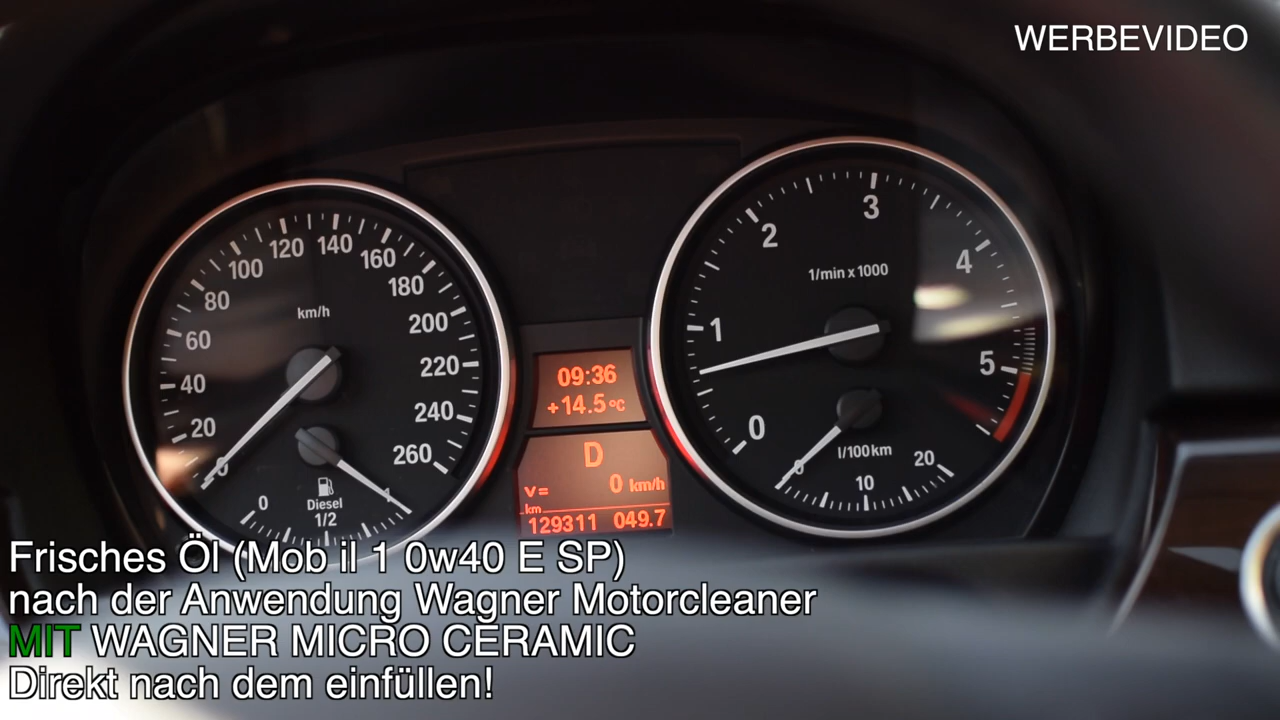 WERBEVIDEO
0 20 40 60 80 100 120 140 160 180 200 220 240 260
km/h
0 1/2 1
Diesel
09:36
+14.5°C
D
v= 0 km/h
km
129311 049.7
0 1 2 3 4 5
1/min x 1000
l/100km
0 10 20
Frisches Öl (Mob il 1 0w40 E SP)
nach der Anwendung Wagner Motorcleaner
MIT WAGNER MICRO CERAMIC
Direkt nach dem einfüllen!